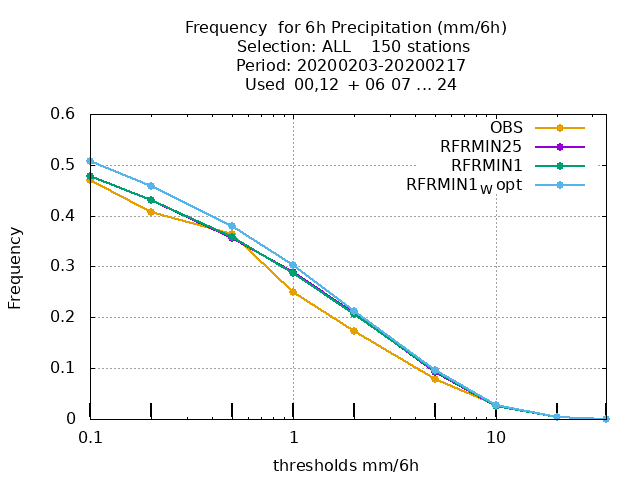 Frequency for 6h Precipitation (mm/6h)
Selection: ALL 150 stations
Period: 20200203-20200217
Used 00,12 + 06 07 ... 24
0.6
0.5
0.4
0.3
0.2
0.1
0
Frequency
OBS
RFRMIN25
RFRMIN1
RFRMIN1wopt
0.1
1
10
thresholds mm/6h